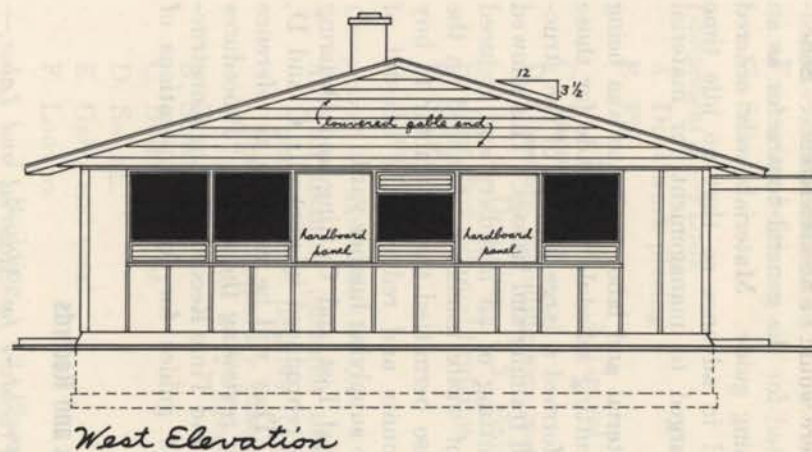 12
3 ½
louvered gable end
hardboard
panel
hardboard
panel
West Elevation